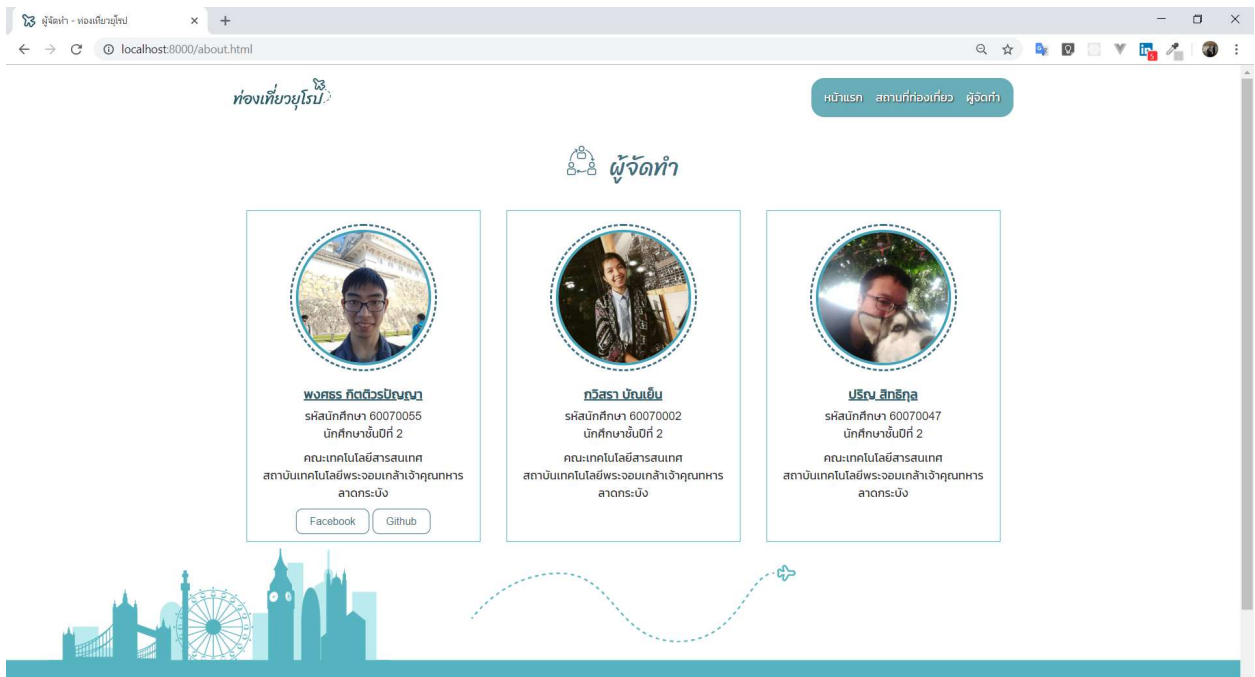 ผู้จัดทำ - ท่องเที่ยวยุโรป
localhost:8000/about.html
5
ท่องเที่ยวยุโรป
หน้าแรก สถานที่ท่องเที่ยว ผู้จัดทำ
ผู้จัดทำ
พงศธร กิตติวรปัญญา
รหัสนักศึกษา 60070055
นักศึกษาชั้นปีที่ 2
คณะเทคโนโลยีสารสนเทศ
สถาบันเทคโนโลยีพระจอมเกล้าเจ้าคุณทหาร
ลาดกระบัง
Facebook Github
กวิสรา บัณเย็น
รหัสนักศึกษา 60070002
นักศึกษาชั้นปีที่ 2
คณะเทคโนโลยีสารสนเทศ
สถาบันเทคโนโลยีพระจอมเกล้าเจ้าคุณทหาร
ลาดกระบัง
ปริญ สิทธิกุล
รหัสนักศึกษา 60070047
นักศึกษาชั้นปีที่ 2
คณะเทคโนโลยีสารสนเทศ
สถาบันเทคโนโลยีพระจอมเกล้าเจ้าคุณทหาร
ลาดกระบัง